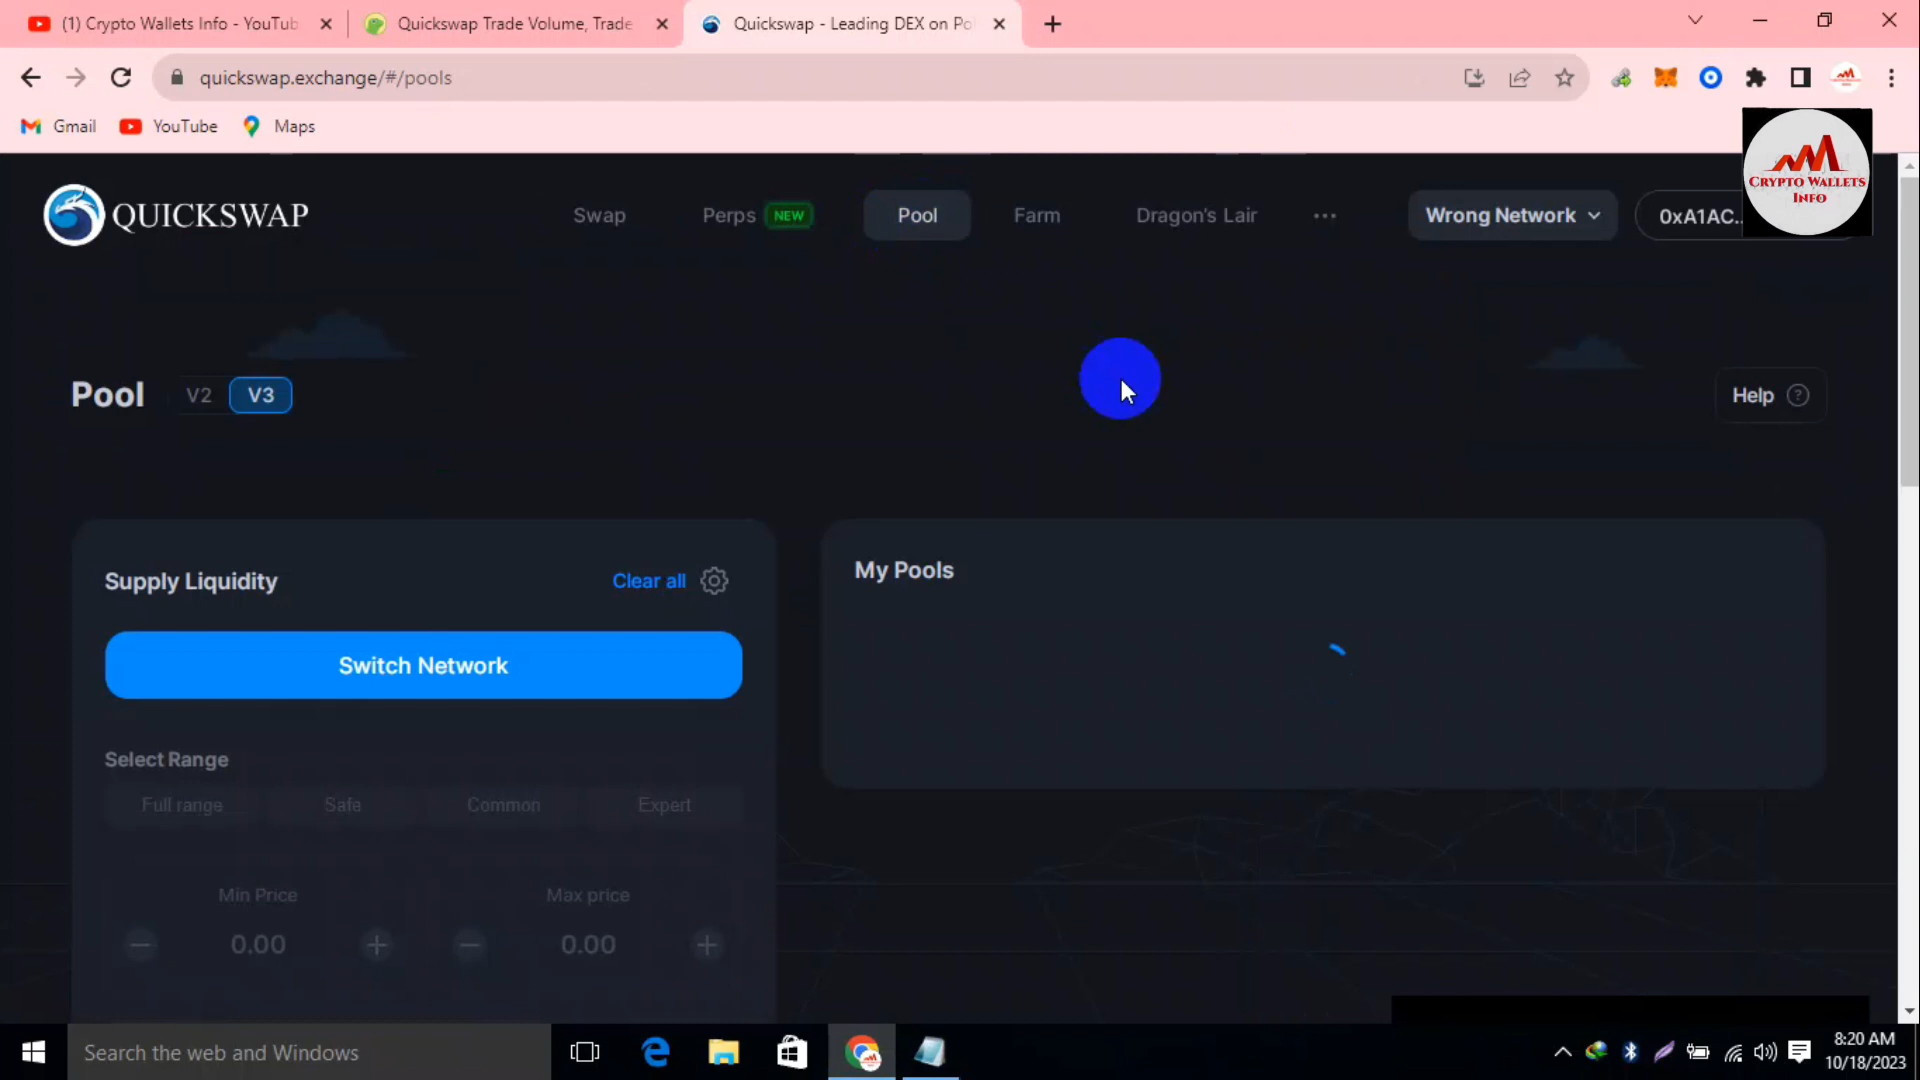 (1) Crypto Wallets Info - YouTub
Quickswap Trade Volume, Trade
Quickswap - Leading DEX on Po
quickswap.exchange/#/pools
Gmail
YouTube
Maps
CRYPTO WALLETS
INFO
QUICKSWAP
Swap
Perps NEW
Pool
Farm
Dragon's Lair
Wrong Network
0xA1AC...
Pool
V2
V3
Help
Supply Liquidity
Clear all
My Pools
Switch Network
Select Range
Full range
Safe
Common
Expert
Min Price
Max price
0.00
0.00
Search the web and Windows
8:20 AM
10/18/2023